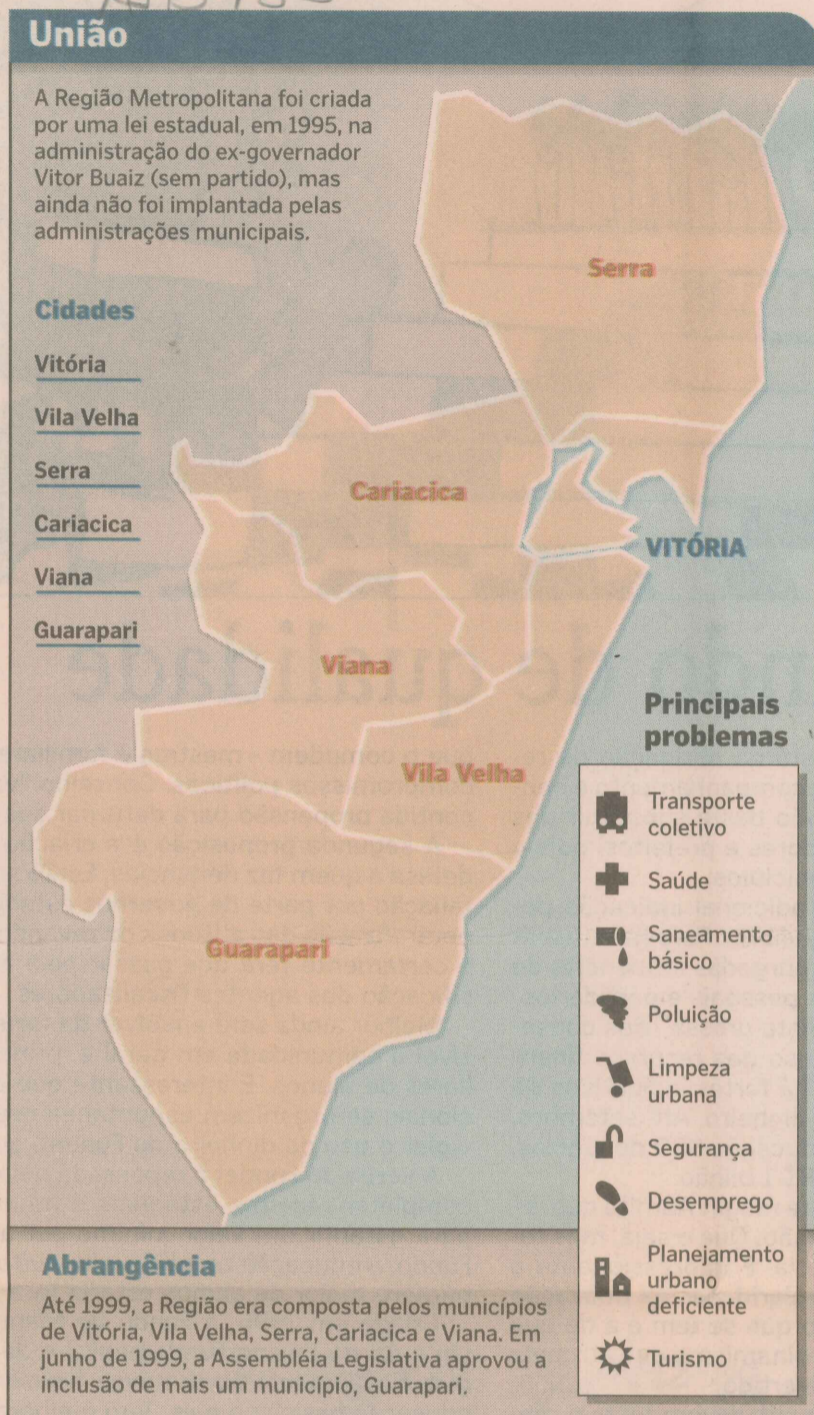 União
A Região Metropolitana foi criada
por uma lei estadual, em 1995, na
administração do ex-governador
Vitor Buaiz (sem partido), mas
ainda não foi implantada pelas
administrações municipais.
Cidades
Vitória
Vila Velha
Serra
Cariacica
Viana
Guarapari
Serra
Cariacica
VITÓRIA
Viana
Vila Velha
Guarapari
Principais
problemas
Transporte
coletivo
Saúde
Saneamento
básico
Poluição
Limpeza
urbana
Segurança
Desemprego
Planejamento
urbano
deficiente
Turismo
Abrangência
Até 1999, a Região era composta pelos municípios
de Vitória, Vila Velha, Serra, Cariacica e Viana. Em
junho de 1999, a Assembléia Legislativa aprovou a
inclusão de mais um município, Guarapari.